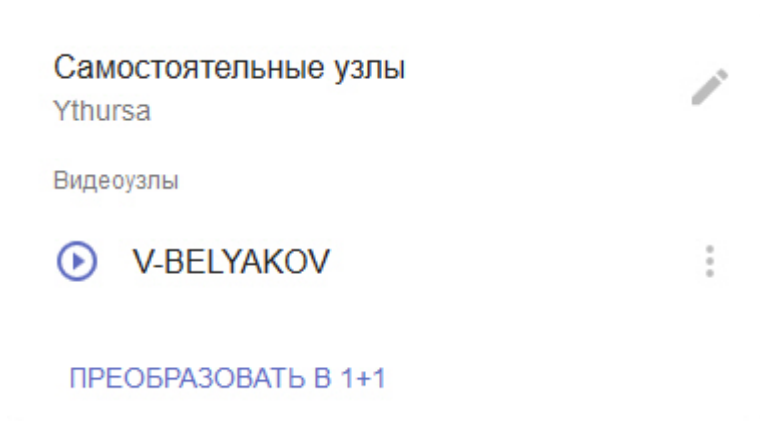 Самостоятельные узлы
Ythursa
Видеоузлы
V-BELYAKOV
ПРЕОБРАЗОВАТЬ В 1+1